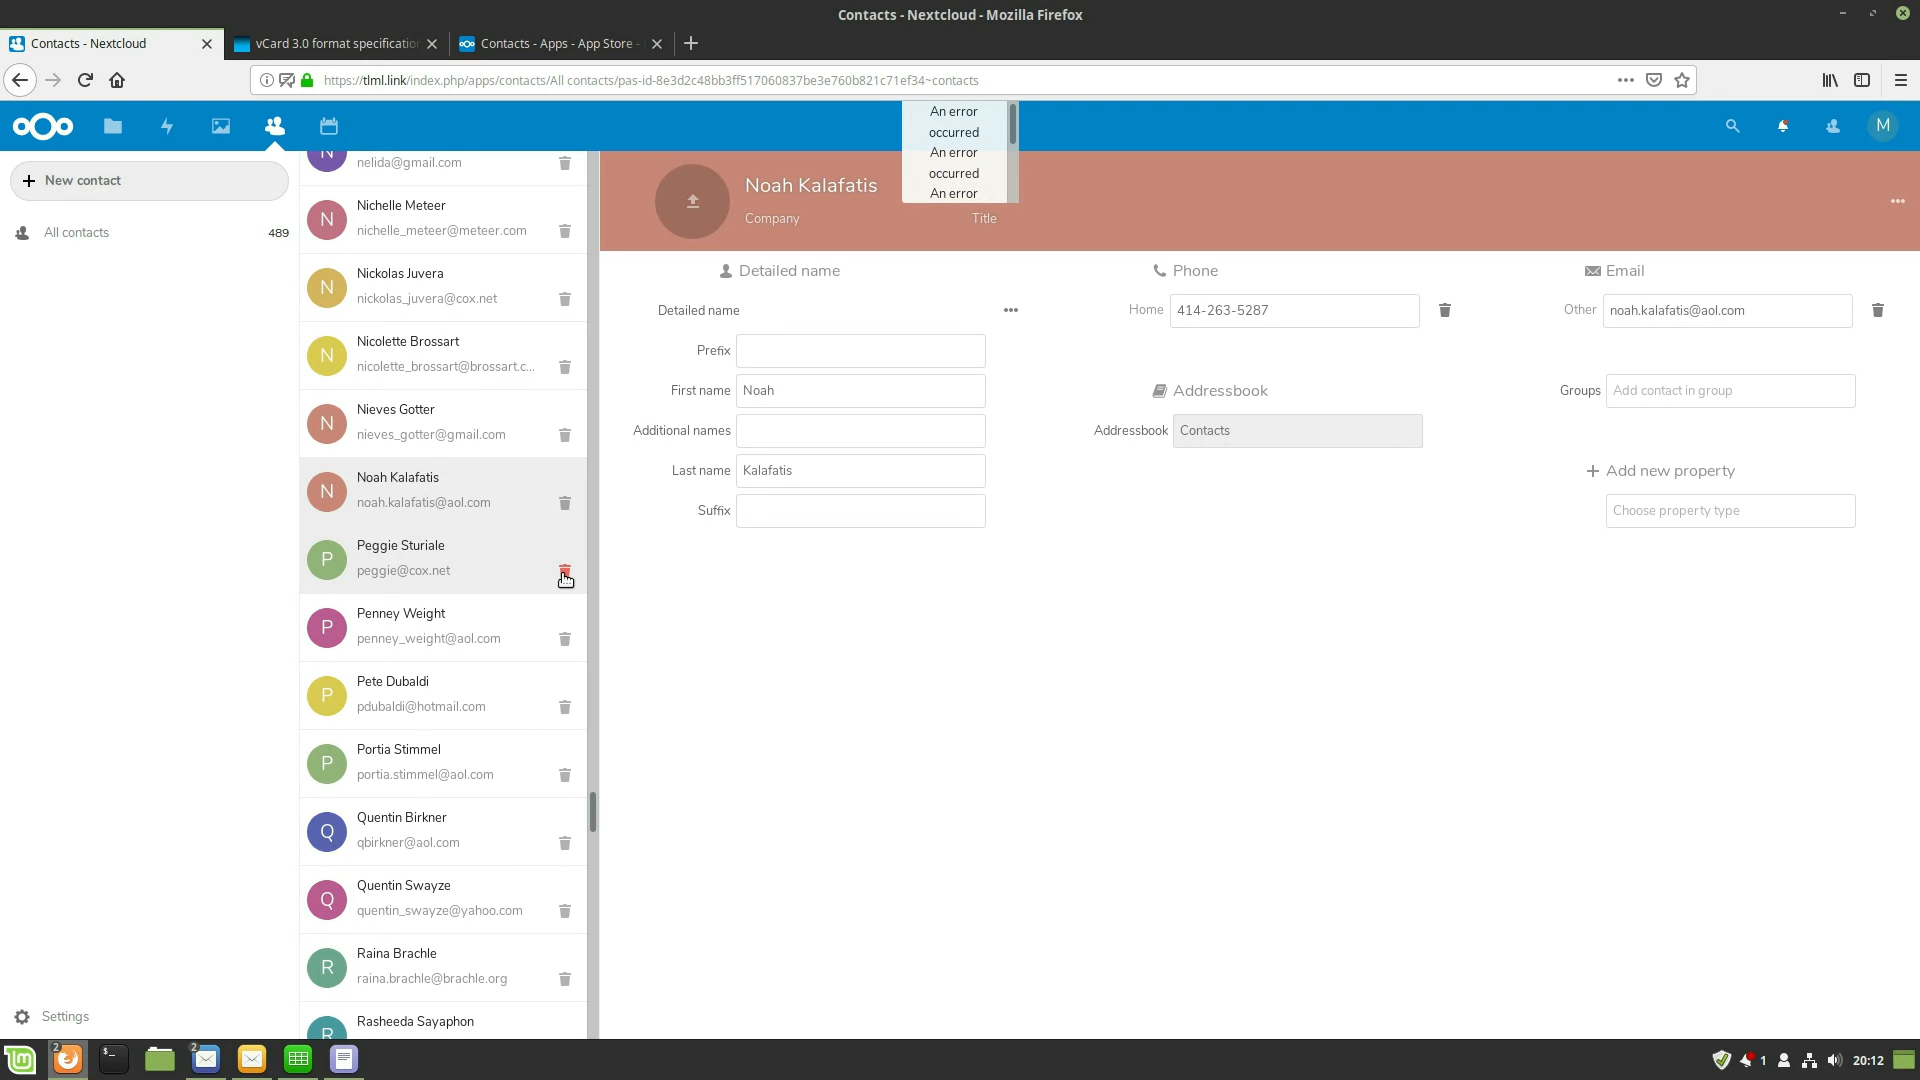 Contacts - Nextcloud - Mozilla Firefox
Contacts - Nextcloud
vCard 3.0 format specificatio
Contacts - Apps - App Store -
https://tlml.link/index.php/apps/contacts/All contacts/pas-id-8e3d2c48bb3ff517060837be3e760b821c71ef34~contacts
An error
occurred
An error
occurred
An error
M
New contact
All contacts
489
Settings
N
nelida@gmail.com
N
Nichelle Meteer
nichelle_meteer@meteer.com
N
Nickolas Juvera
nickolas_juvera@cox.net
N
Nicolette Brossart
nicolette_brossart@brossart.c...
N
Nieves Gotter
nieves_gotter@gmail.com
N
Noah Kalafatis
noah.kalafatis@aol.com
P
Peggie Sturiale
peggie@cox.net
P
Penney Weight
penney_weight@aol.com
P
Pete Dubaldi
pdubaldi@hotmail.com
P
Portia Stimmel
portia.stimmel@aol.com
Q
Quentin Birkner
qbirkner@aol.com
Q
Quentin Swayze
quentin_swayze@yahoo.com
R
Raina Brachle
raina.brachle@brachle.org
R
Rasheeda Sayaphon
Noah Kalafatis
Company
Title
Detailed name
Detailed name
Prefix
First name
Noah
Additional names
Last name
Kalafatis
Suffix
Phone
Home
414-263-5287
Addressbook
Addressbook
Contacts
Email
Other
noah.kalafatis@aol.com
Groups
Add contact in group
Add new property
Choose property type
2
2
1
20:12